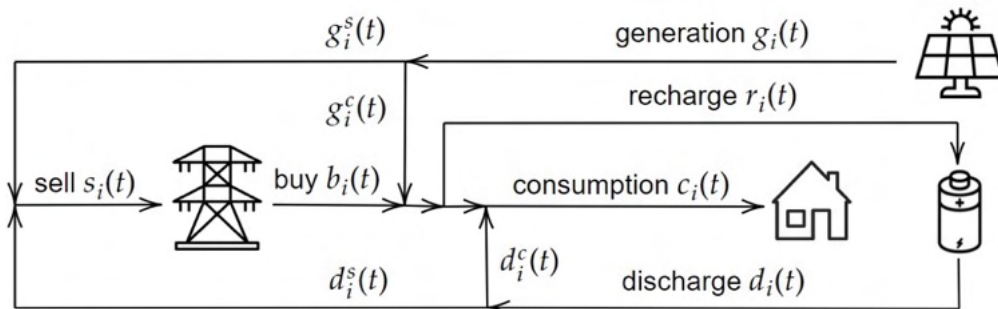 g_i^s(t)
generation g_i(t)
g_i^c(t)
recharge r_i(t)
sell s_i(t)
buy b_i(t)
consumption c_i(t)
d_i^s(t)
d_i^c(t)
discharge d_i(t)